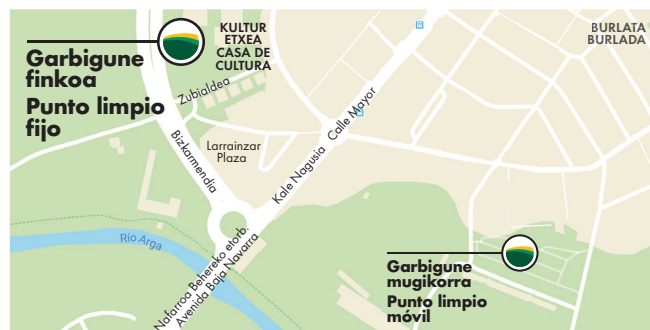 Garbigune
finkoa
Punto limpio
fijo
KULTUR
ETXEA
CASA DE
CULTURA
BURLATA
BURLADA
Zubialdea
Bizkarmendia
Larrainzar
Plaza
Kale Nagusia Calle Mayor
Río Arga
Nafarroa Behereko etorb.
Avenida Baja Navarra
Garbigune
mugikorra
Punto limpio
móvil